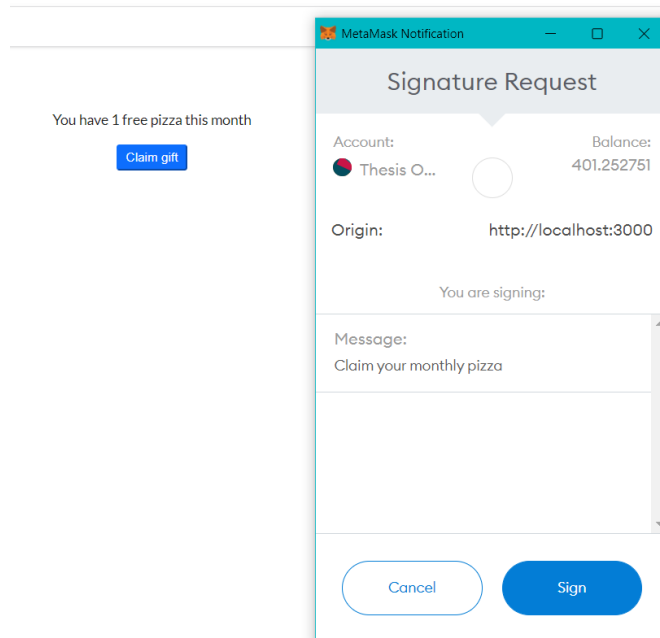 You have 1 free pizza this month
Claim gift
MetaMask Notification
Signature Request
Account:
Balance:
Thesis O...
401.252751
Origin:
http://localhost:3000
You are signing:
Message:
Claim your monthly pizza
Cancel
Sign